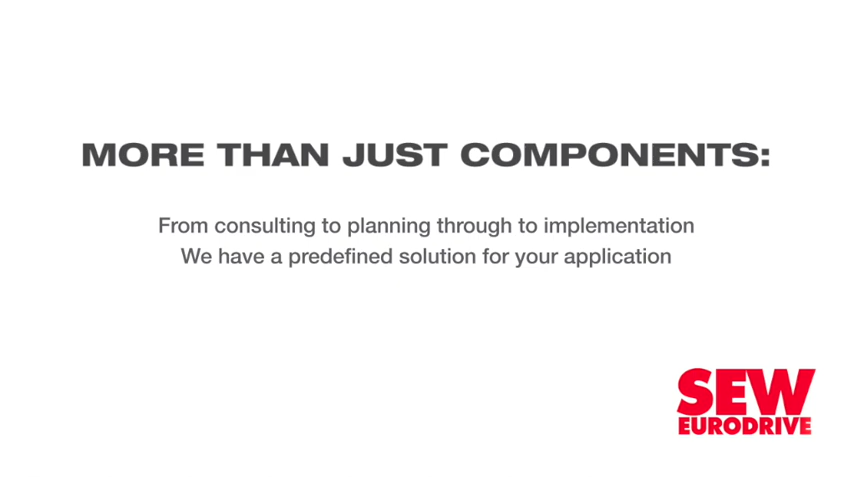 MORE THAN JUST COMPONENTS:
From consulting to planning through to implementation
We have a predefined solution for your application
SEW
EURODRIVE